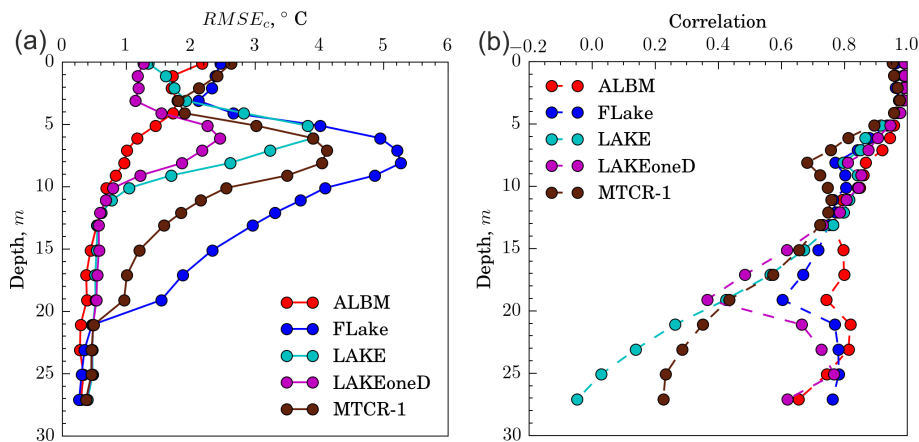 (a)
RMSE_c, ° C
0 1 2 3 4 5 6
0
5
10
15
20
25
30
Depth, m
ALBM
FLake
LAKE
LAKEoneD
MTCR-1
(b)
Correlation
−0.2 0.0 0.2 0.4 0.6 0.8 1.0
0
5
10
15
20
25
30
Depth, m
ALBM
FLake
LAKE
LAKEoneD
MTCR-1